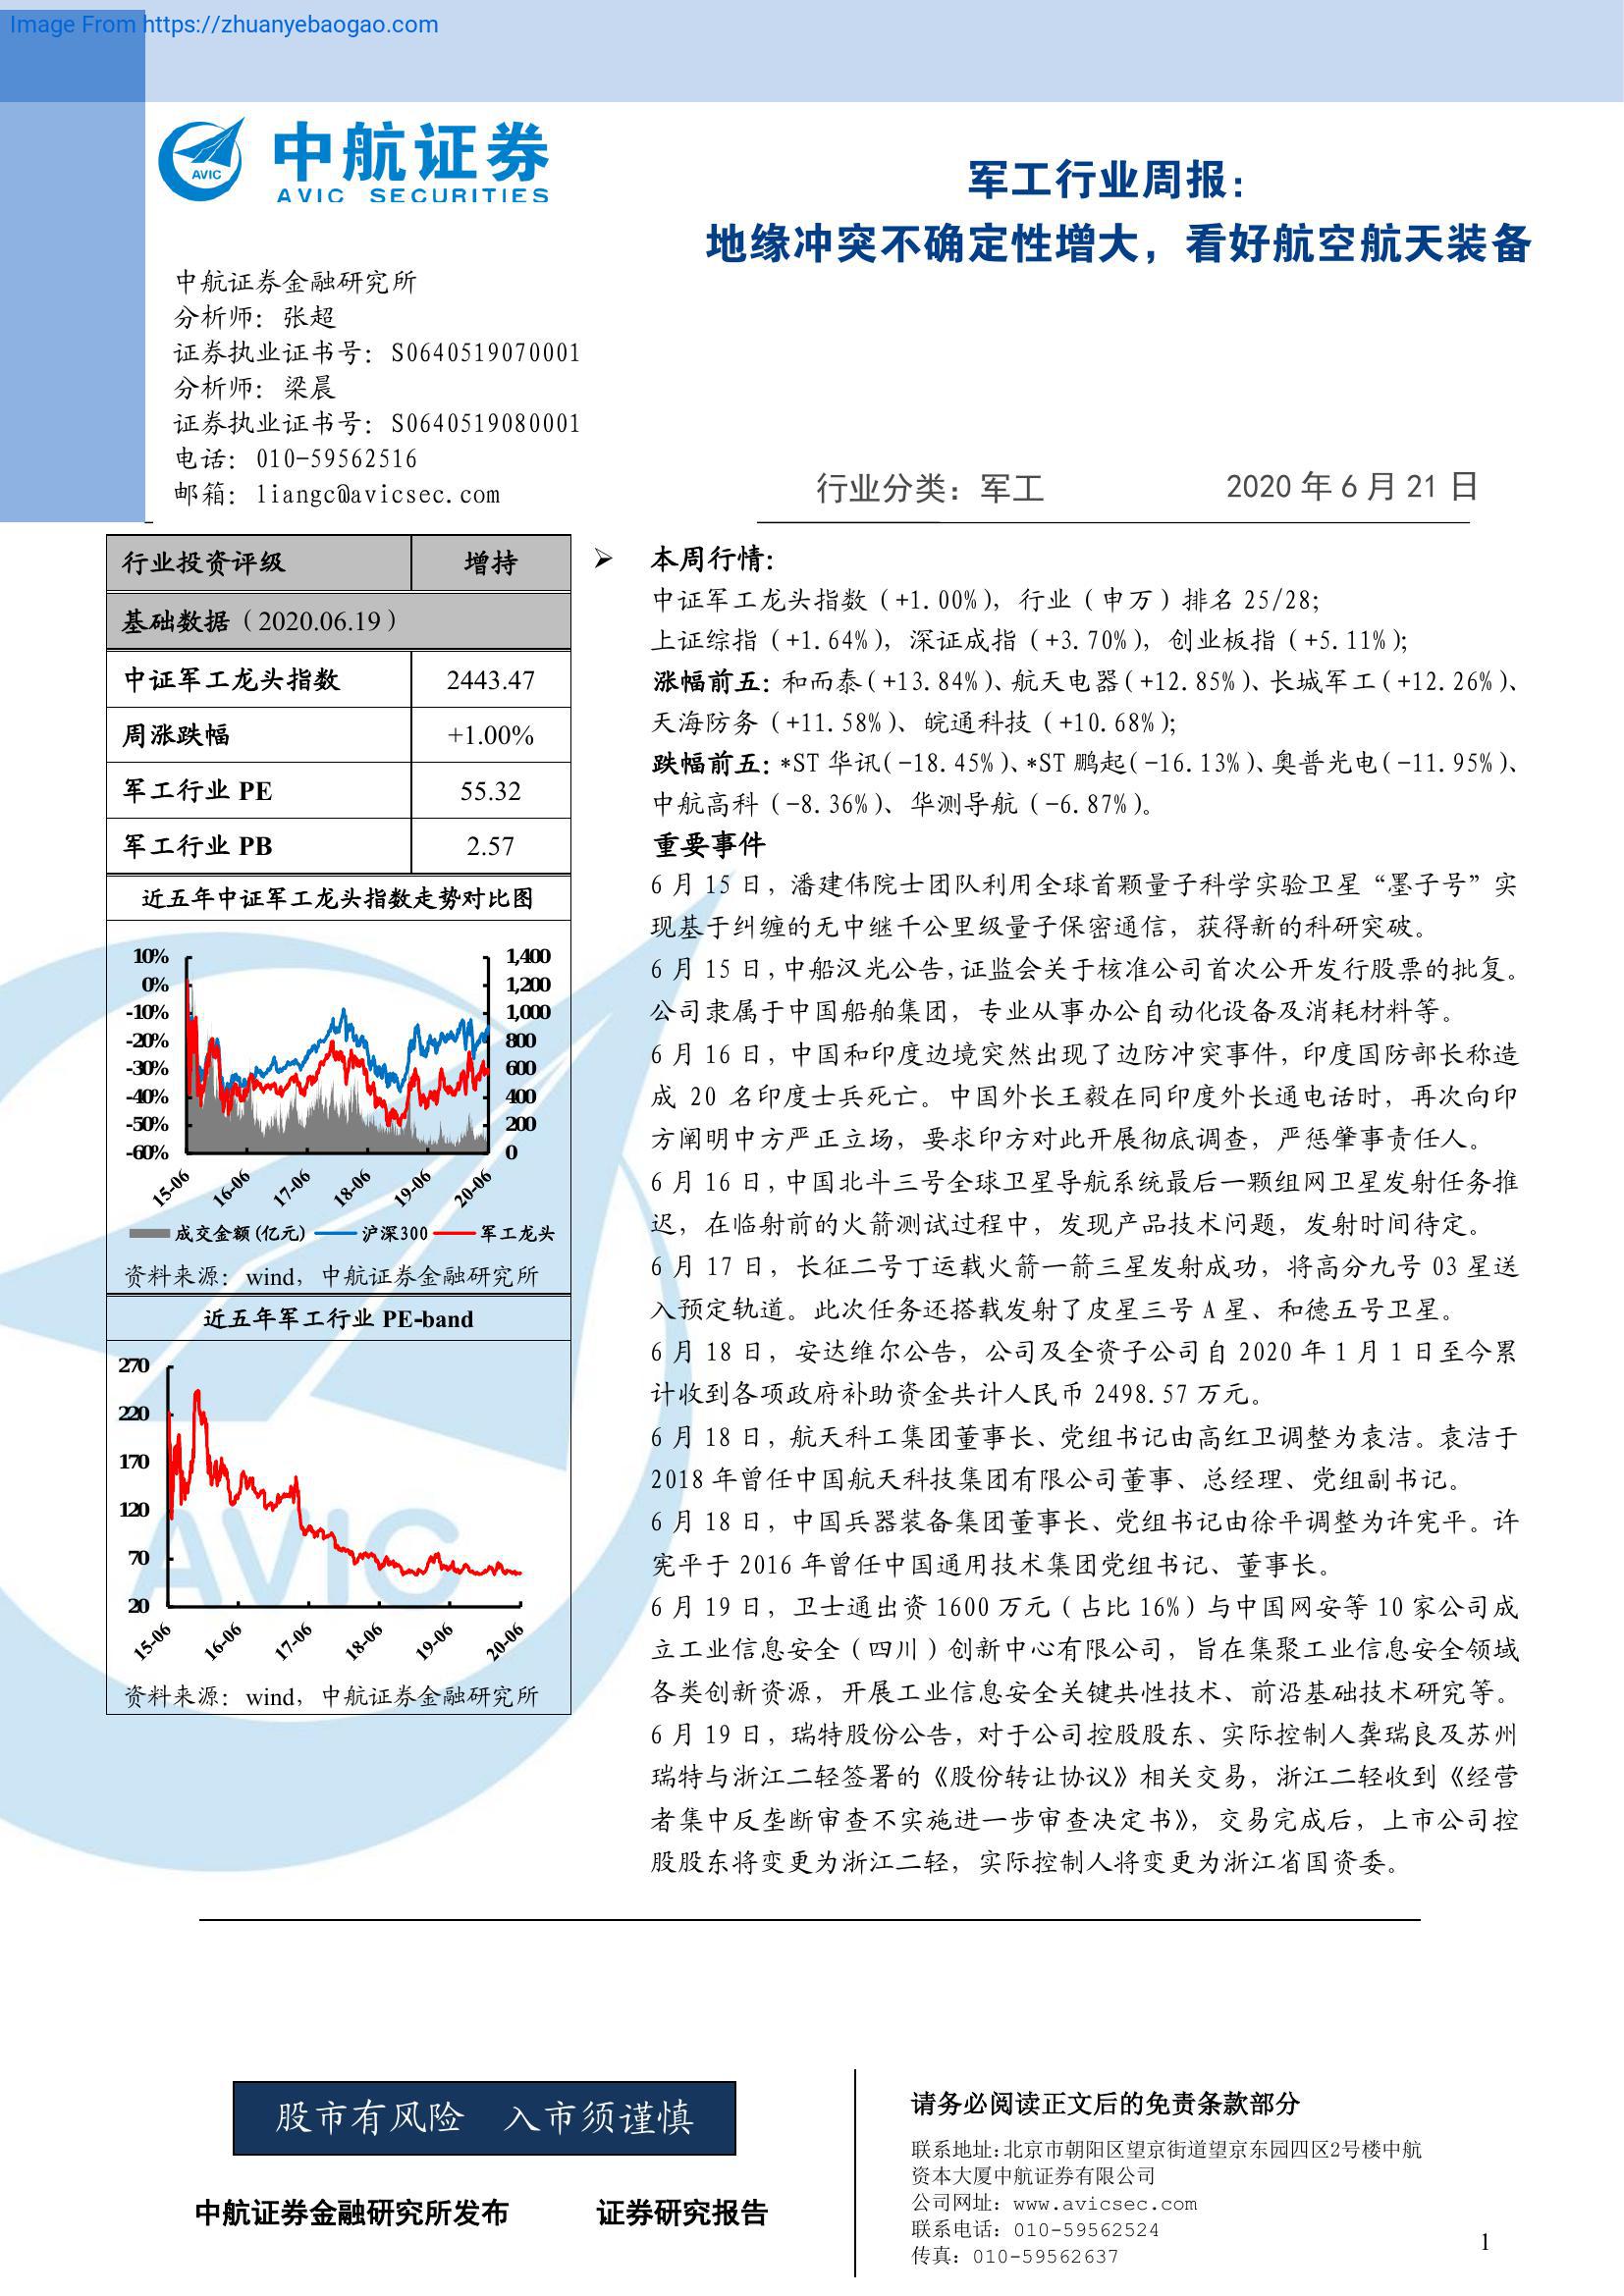 Image From https://zhuanyebaogao.com
中航证券
AVIC SECURITIES
AVIC
军工行业周报：
地缘冲突不确定性增大，看好航空航天装备
中航证券金融研究所
分析师：张超
证券执业证书号：S0640519070001
分析师：梁晨
证券执业证书号：S0640519080001
电话：010-59562516
邮箱：liangc@avicsec.com
行业分类：军工 2020 年 6 月 21 日
行业投资评级 增持
基础数据（2020.06.19）
中证军工龙头指数 2443.47
周涨跌幅 +1.00%
军工行业 PE 55.32
军工行业 PB 2.57
近五年中证军工龙头指数走势对比图
10% 1,400
0% 1,200
-10% 1,000
-20% 800
-30% 600
-40% 400
-50% 200
-60% 0
15-06 16-06 17-06 18-06 19-06 20-06
成交金额(亿元) 沪深300 军工龙头
资料来源：wind，中航证券金融研究所
近五年军工行业 PE-band
270
220
170
120
70
20
15-06 16-06 17-06 18-06 19-06 20-06
资料来源：wind，中航证券金融研究所
AVIC
➢ 本周行情：
中证军工龙头指数（+1.00%），行业（申万）排名 25/28；
上证综指（+1.64%），深证成指（+3.70%），创业板指（+5.11%）；
涨幅前五：和而泰（+13.84%）、航天电器（+12.85%）、长城军工（+12.26%）、
天海防务（+11.58%）、皖通科技（+10.68%）；
跌幅前五：*ST 华讯（-18.45%）、*ST 鹏起（-16.13%）、奥普光电（-11.95%）、
中航高科（-8.36%）、华测导航（-6.87%）。
重要事件
6 月 15 日，潘建伟院士团队利用全球首颗量子科学实验卫星“墨子号”实
现基于纠缠的无中继千公里级量子保密通信，获得新的科研突破。
6 月 15 日，中船汉光公告，证监会关于核准公司首次公开发行股票的批复。
公司隶属于中国船舶集团，专业从事办公自动化设备及消耗材料等。
6 月 16 日，中国和印度边境突然出现了边防冲突事件，印度国防部长称造
成 20 名印度士兵死亡。中国外长王毅在同印度外长通电话时，再次向印
方阐明中方严正立场，要求印方对此开展彻底调查，严惩肇事责任人。
6 月 16 日，中国北斗三号全球卫星导航系统最后一颗组网卫星发射任务推
迟，在临射前的火箭测试过程中，发现产品技术问题，发射时间待定。
6 月 17 日，长征二号丁运载火箭一箭三星发射成功，将高分九号 03 星送
入预定轨道。此次任务还搭载发射了皮星三号 A 星、和德五号卫星。
6 月 18 日，安达维尔公告，公司及全资子公司自 2020 年 1 月 1 日至今累
计收到各项政府补助资金共计人民币 2498.57 万元。
6 月 18 日，航天科工集团董事长、党组书记由高红卫调整为袁洁。袁洁于
2018 年曾任中国航天科技集团有限公司董事、总经理、党组副书记。
6 月 18 日，中国兵器装备集团董事长、党组书记由徐平调整为许宪平。许
宪平于 2016 年曾任中国通用技术集团党组书记、董事长。
6 月 19 日，卫士通出资 1600 万元（占比 16%）与中国网安等 10 家公司成
立工业信息安全（四川）创新中心有限公司，旨在集聚工业信息安全领域
各类创新资源，开展工业信息安全关键共性技术、前沿基础技术研究等。
6 月 19 日，瑞特股份公告，对于公司控股股东、实际控制人龚瑞良及苏州
瑞特与浙江二轻签署的《股份转让协议》相关交易，浙江二轻收到《经营
者集中反垄断审查不实施进一步审查决定书》，交易完成后，上市公司控
股股东将变更为浙江二轻，实际控制人将变更为浙江省国资委。
股市有风险 入市须谨慎
中航证券金融研究所发布 证券研究报告
请务必阅读正文后的免责条款部分
联系地址：北京市朝阳区望京街道望京东园四区2号楼中航
资本大厦中航证券有限公司
公司网址：www.avicsec.com
联系电话：010-59562524
传真：010-59562637
1